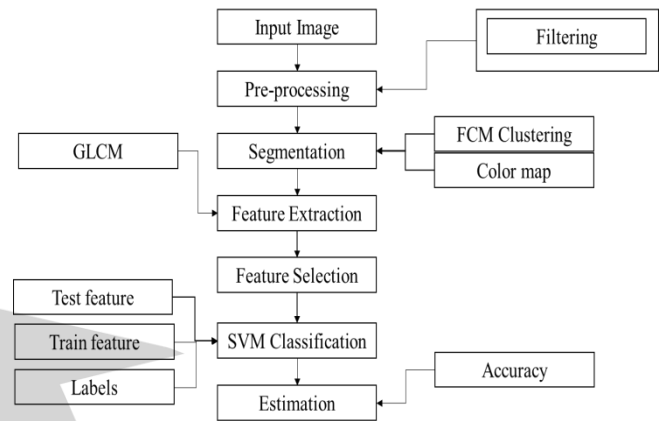 Input Image
Filtering
Pre-processing
GLCM
Segmentation
FCM Clustering
Color map
Feature Extraction
Feature Selection
Test feature
Train feature
SVM Classification
Labels
Accuracy
Estimation